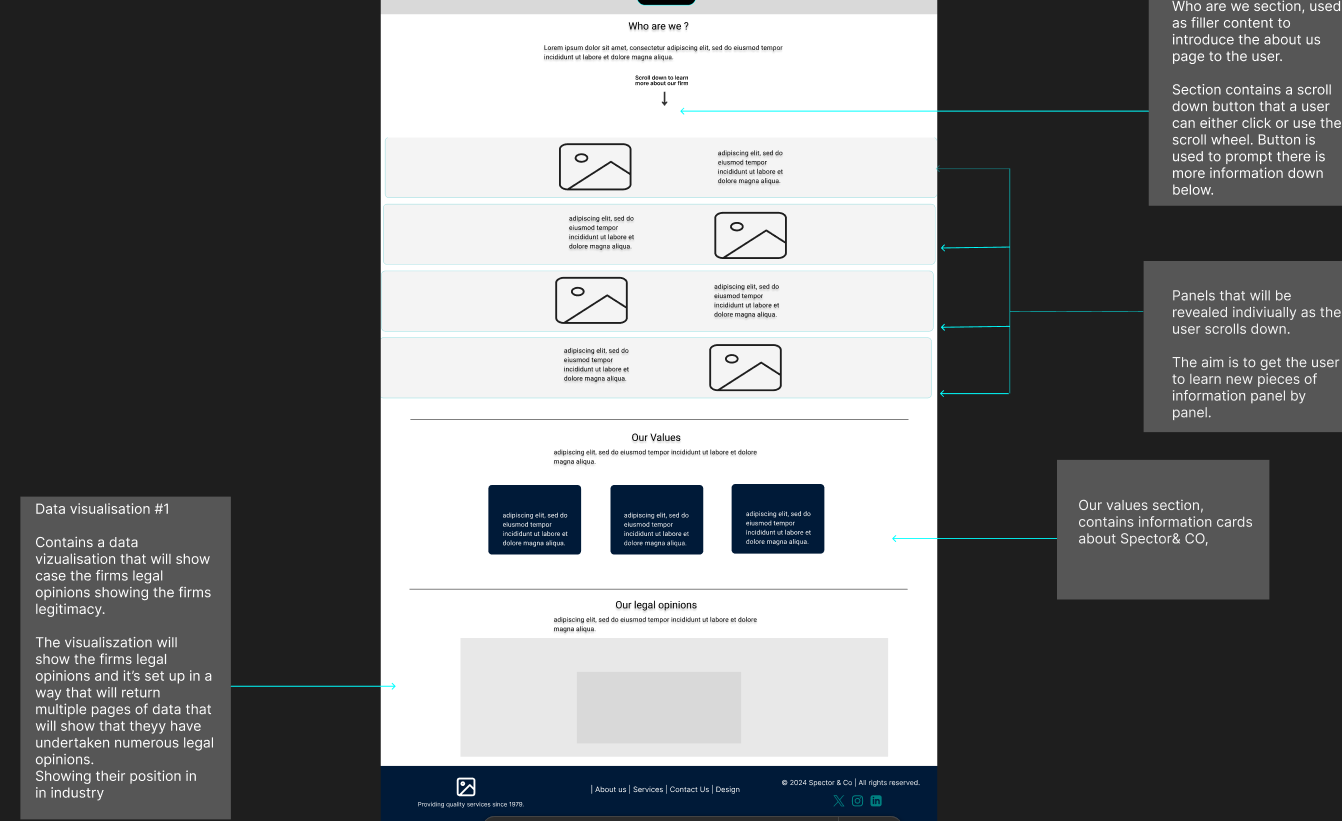 Who are we ?
Lorem ipsum dolor sit amet, consectetur adipiscing elit, sed do eiusmod tempor
incididunt ut labore et dolore magna aliqua.
Scroll down to learn
more about our firm
Who are we section, used
as filler content to
introduce the about us
page to the user.
Section contains a scroll
down button that a user
can either click or use the
scroll wheel. Button is
used to prompt there is
more information down
below.
adipiscing elit, sed do
eiusmod tempor
incididunt ut labore et
dolore magna aliqua.
adipiscing elit, sed do
eiusmod tempor
incididunt ut labore et
dolore magna aliqua.
adipiscing elit, sed do
eiusmod tempor
incididunt ut labore et
dolore magna aliqua.
adipiscing elit, sed do
eiusmod tempor
incididunt ut labore et
dolore magna aliqua.
Panels that will be
revealed indiviually as the
user scrolls down.
The aim is to get the user
to learn new pieces of
information panel by
panel.
Our Values
adipiscing elit, sed do eiusmod tempor incididunt ut labore et dolore
magna aliqua.
adipiscing elit, sed do
eiusmod tempor
incididunt ut labore et
dolore magna aliqua.
adipiscing elit, sed do
eiusmod tempor
incididunt ut labore et
dolore magna aliqua.
adipiscing elit, sed do
eiusmod tempor
incididunt ut labore et
dolore magna aliqua.
Our values section,
contains information cards
about Spector& CO,
Data visualisation #1
Contains a data
vizualisation that will show
case the firms legal
opinions showing the firms
legitimacy.
The visualiszation will
show the firms legal
opinions and it's set up in a
way that will return
multiple pages of data that
will show that theyy have
undertaken numerous legal
opinions.
Showing their position in
in industry
Our legal opinions
adipiscing elit, sed do eiusmod tempor incididunt ut labore et dolore
magna aliqua.
Providing quality services since 1979.
| About us | Services | Contact Us | Design
© 2024 Spector & Co | All rights reserved.